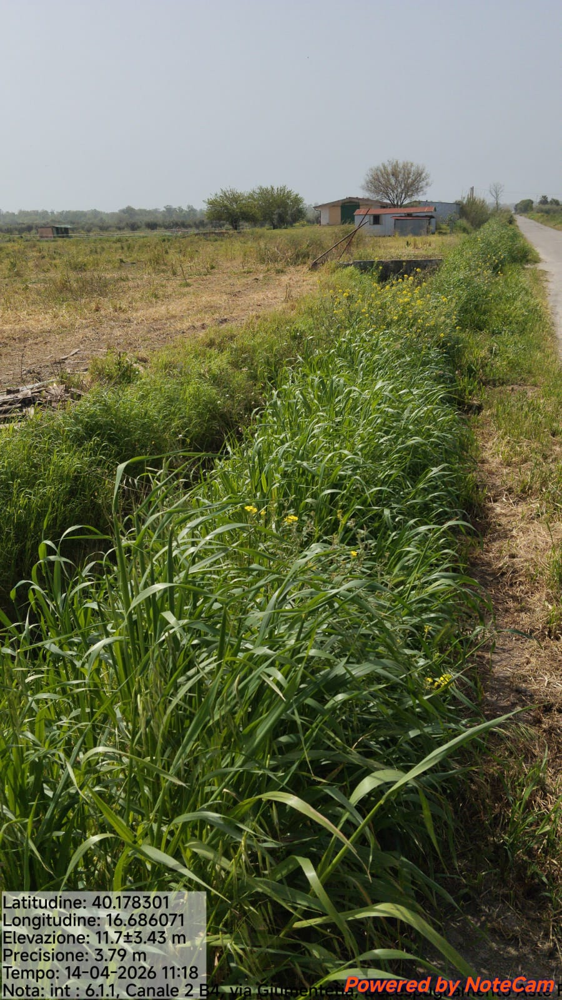 Latitudine: 40.178301
Longitudine: 16.686071
Elevazione: 11.7±3.43 m
Precisione: 3.79 m
Tempo: 14-04-2026 11:18
Nota: int : 6.1.1, Canale 2 B4, via
Powered by NoteCam